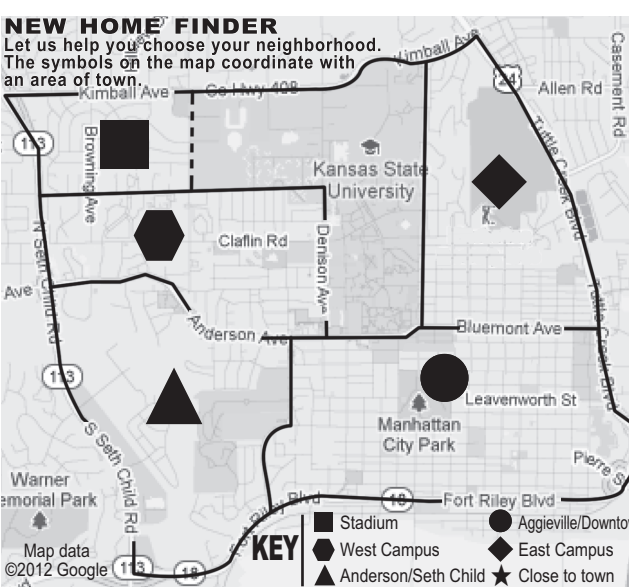 NEW HOME FINDER
Let us help you choose your neighborhood.
The symbols on the map coordinate with
an area of town.
Kimball Ave
Kimball Ave
Co Hwy 408
24
Allen Rd
Casement Rd
113
Browning Ave
Kansas State
University
Tuttle Creek Blvd
N Seth Child Rd
Claflin Rd
Denison Ave
Ave
Anderson Ave
Bluemont Ave
Tuttle Creek Blvd
113
Leavenworth St
Manhattan
City Park
S Seth Child Rd
Pierre S
Warner
emorial Park
Riley Blvd
18
Fort Riley Blvd
Map data
©2012 Google
113
18
KEY
Stadium
Aggieville/Downto
West Campus
East Campus
Anderson/Seth Child
Close to town